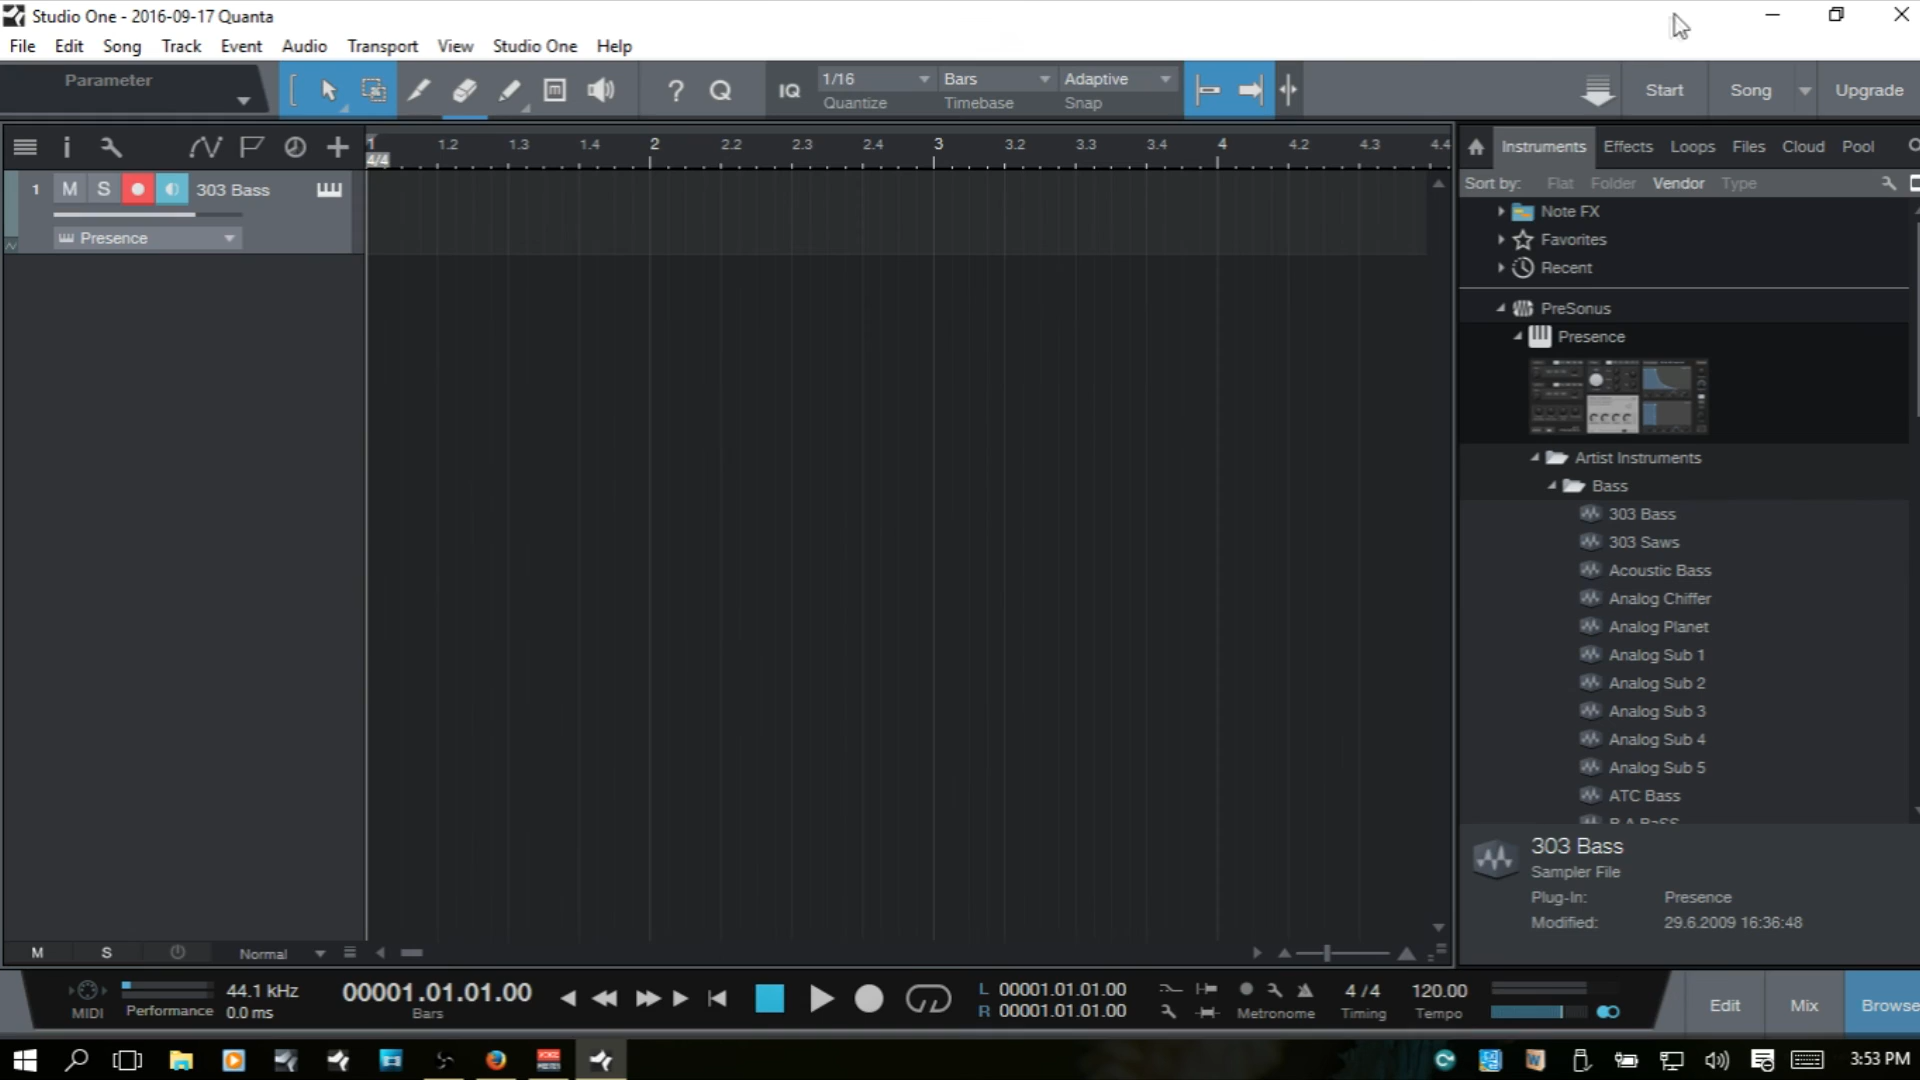 Studio One - 2016-09-17 Quanta
File Edit Song Track Event Audio Transport View Studio One Help
Parameter
? Q IQ 1/16 Bars Adaptive Start Song Upgrade
Quantize Timebase Snap
1 1.2 1.3 1.4 2 2.2 2.3 2.4 3 3.2 3.3 3.4 4 4.2 4.3 4.4
4/4
Instruments Effects Loops Files Cloud Pool
Sort by: Flat Folder Vendor Type
1 M S 303 Bass
Presence
Note FX
Favorites
Recent
PreSonus
Presence
Artist Instruments
Bass
303 Bass
303 Saws
Acoustic Bass
Analog Chiffer
Analog Planet
Analog Sub 1
Analog Sub 2
Analog Sub 3
Analog Sub 4
Analog Sub 5
ATC Bass
303 Bass
Sampler File
Plug-In: Presence
Modified: 29.6.2009 16:36:48
M S Normal
MIDI Performance 44.1 kHz 0.0 ms
00001.01.01.00
Bars
L 00001.01.01.00
R 00001.01.01.00
Metronome
4 / 4
Timing
120.00
Tempo
Edit Mix Browse
3:53 PM